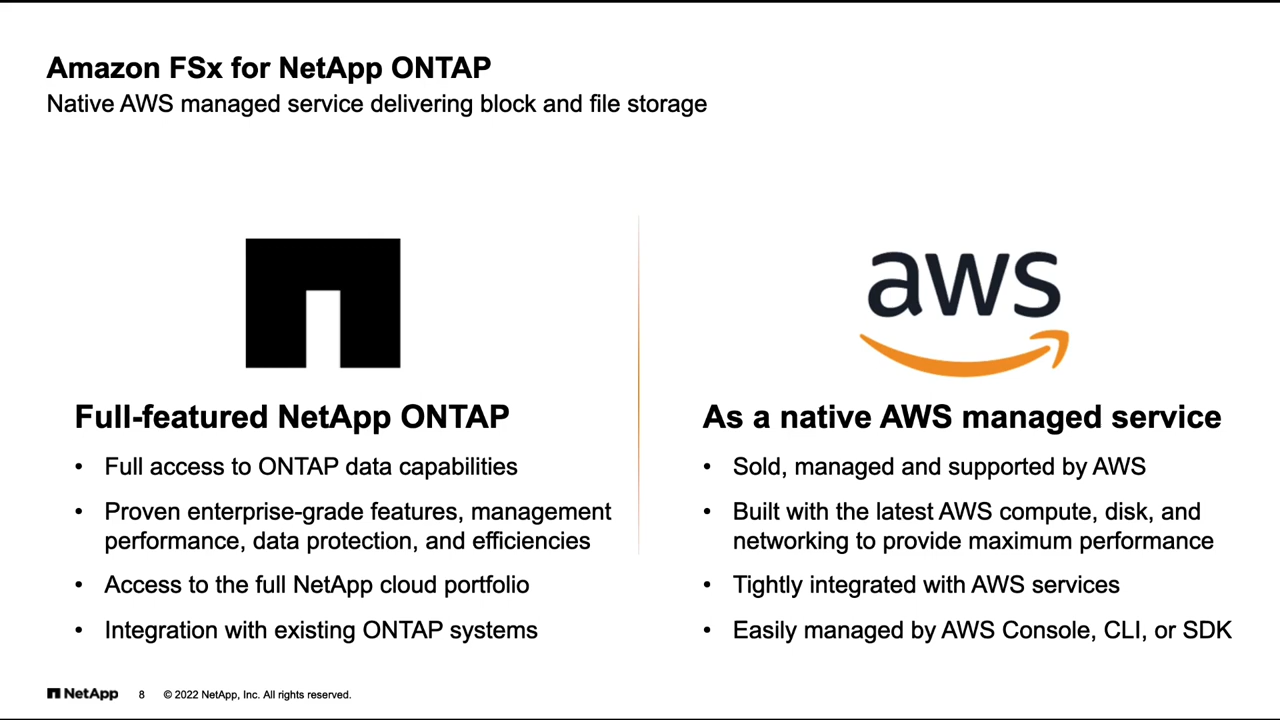 Amazon FSx for NetApp ONTAP
Native AWS managed service delivering block and file storage
aws
Full-featured NetApp ONTAP
• Full access to ONTAP data capabilities
• Proven enterprise-grade features, management
performance, data protection, and efficiencies
• Access to the full NetApp cloud portfolio
• Integration with existing ONTAP systems
As a native AWS managed service
• Sold, managed and supported by AWS
• Built with the latest AWS compute, disk, and
networking to provide maximum performance
• Tightly integrated with AWS services
• Easily managed by AWS Console, CLI, or SDK
NetApp 8 © 2022 NetApp, Inc. All rights reserved.